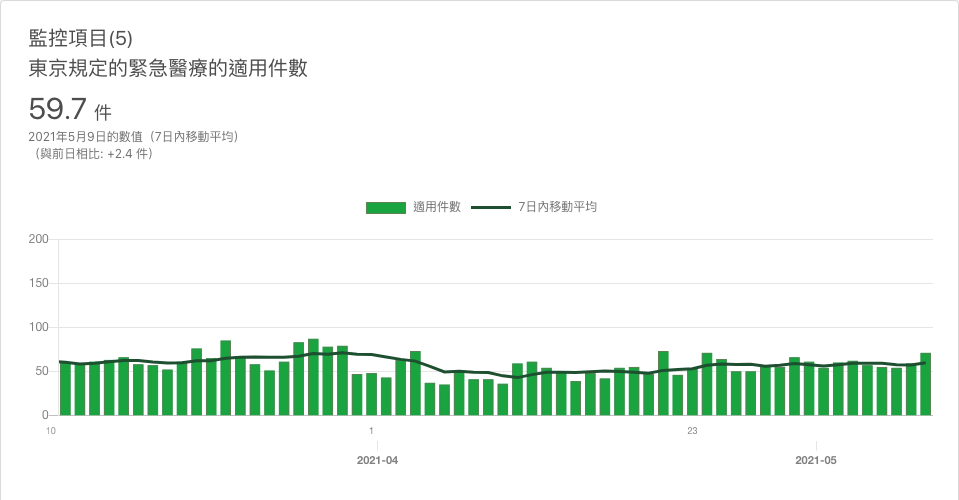 監控項目(5)
東京規定的緊急醫療的適用件數
59.7 件
2021年5月9日的數值（7日內移動平均）
（與前日相比: +2.4 件）
適用件數 7日內移動平均
200
150
100
50
0
10 1 23
2021-04 2021-05